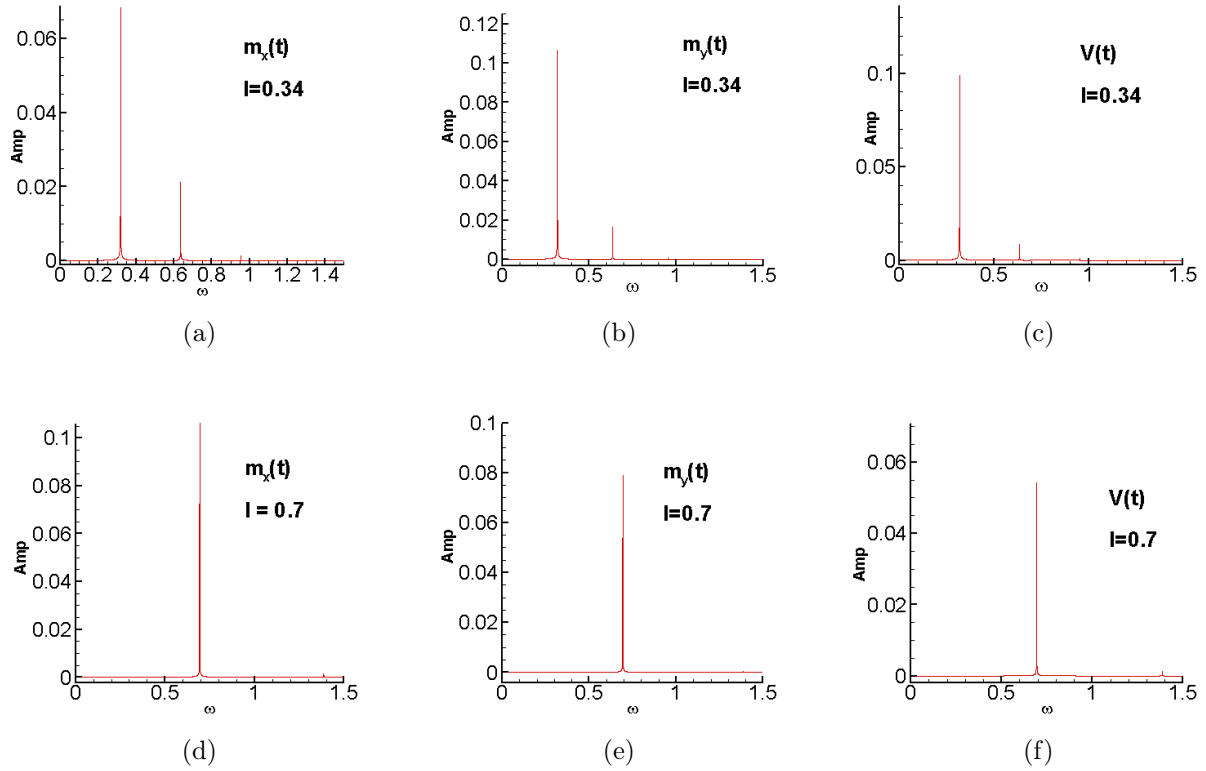 0.06
0.04
0.02
0
Amp
m_x(t)
I=0.34
0 0.2 0.4 0.6 0.8 1 1.2 1.4
ω
(a)
0.12
0.1
0.08
0.06
0.04
0.02
0
Amp
m_y(t)
I=0.34
0 0.5 1 1.5
ω
(b)
0.1
0.05
0
Amp
V(t)
I=0.34
0 0.5 1 1.5
ω
(c)
0.1
0.08
0.06
0.04
0.02
0
Amp
m_x(t)
I = 0.7
0 0.5 1 1.5
ω
(d)
0.1
0.08
0.06
0.04
0.02
0
Amp
m_y(t)
I=0.7
0 0.5 1 1.5
ω
(e)
0.06
0.04
0.02
0
Amp
V(t)
I=0.7
0 0.5 1 1.5
ω
(f)